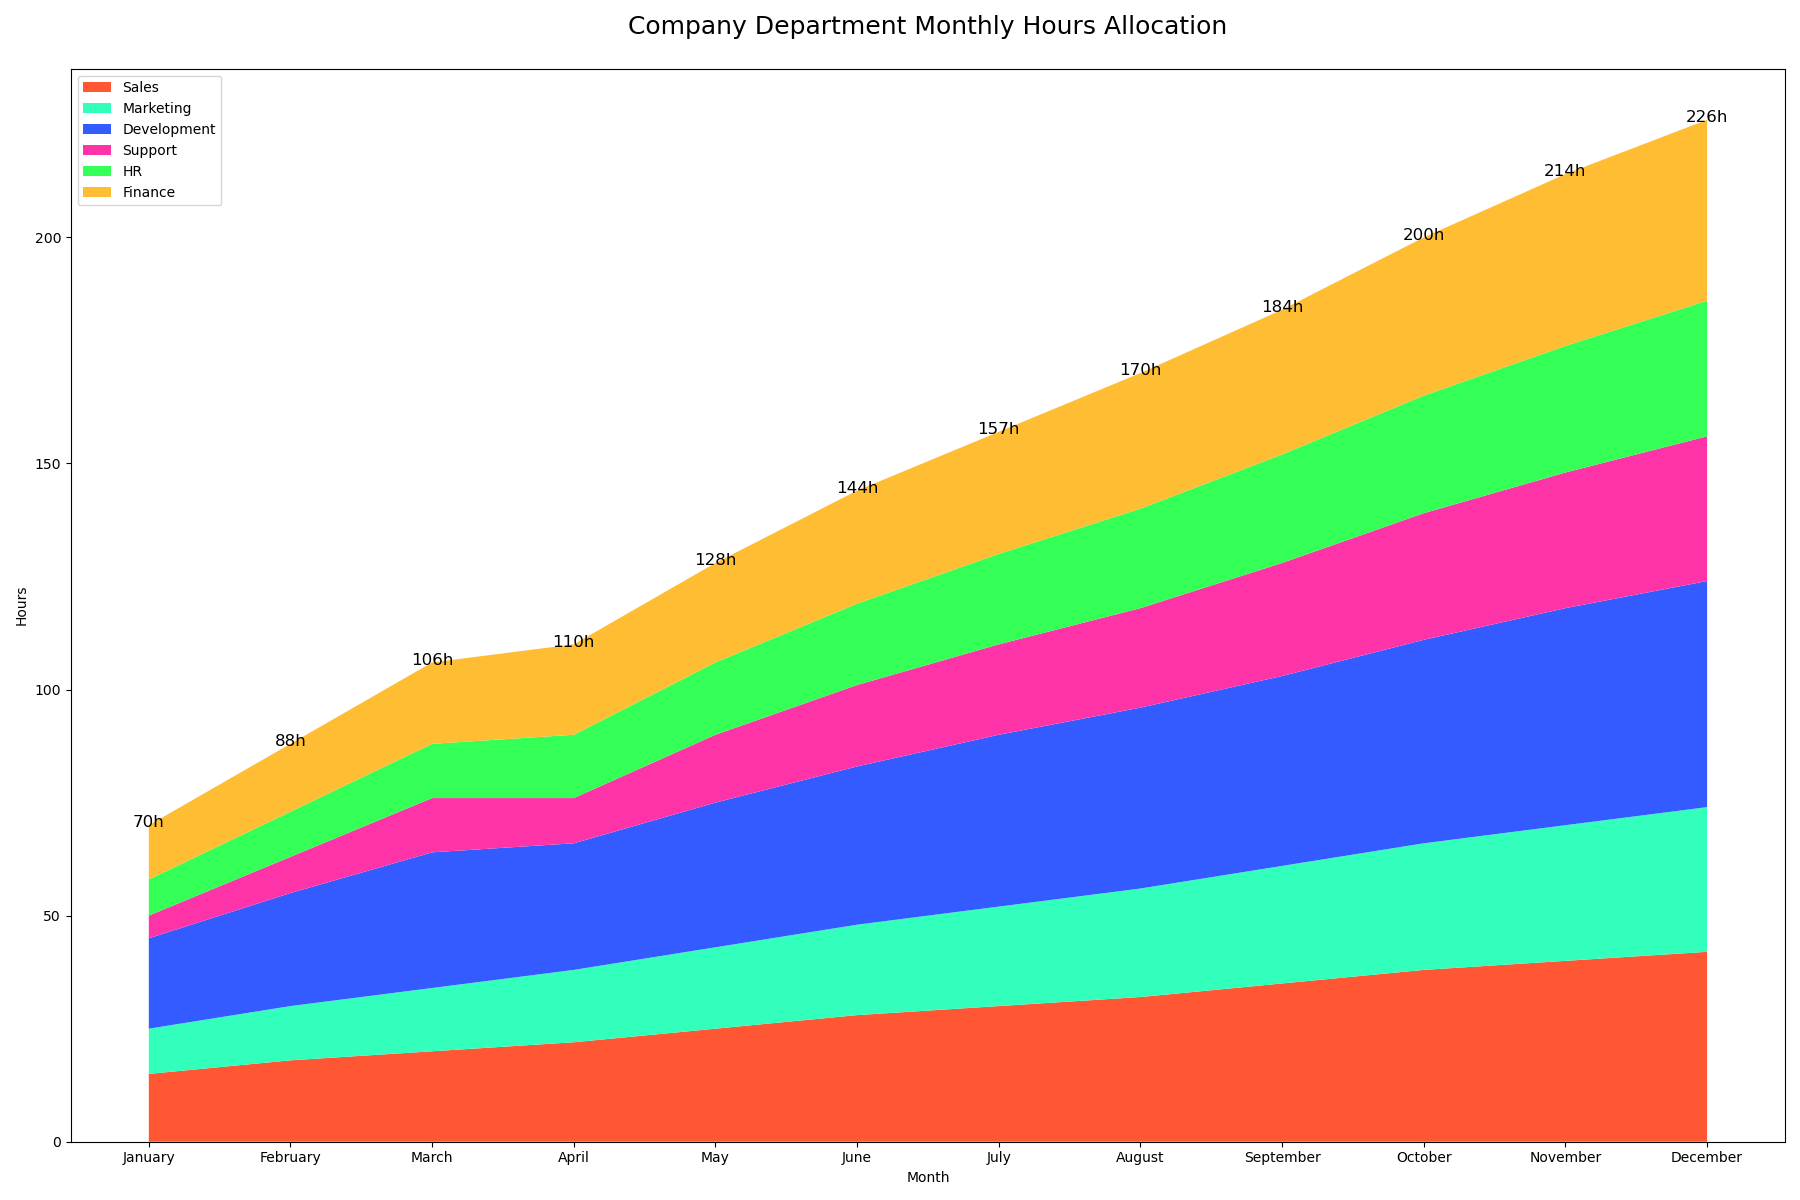 Company Department Monthly Hours Allocation
Sales
Marketing
Development
Support
HR
Finance
226h
214h
200h
184h
170h
157h
144h
128h
110h
106h
88h
70h
200
150
100
50
0
Hours
January February March April May June July August September October November December
Month